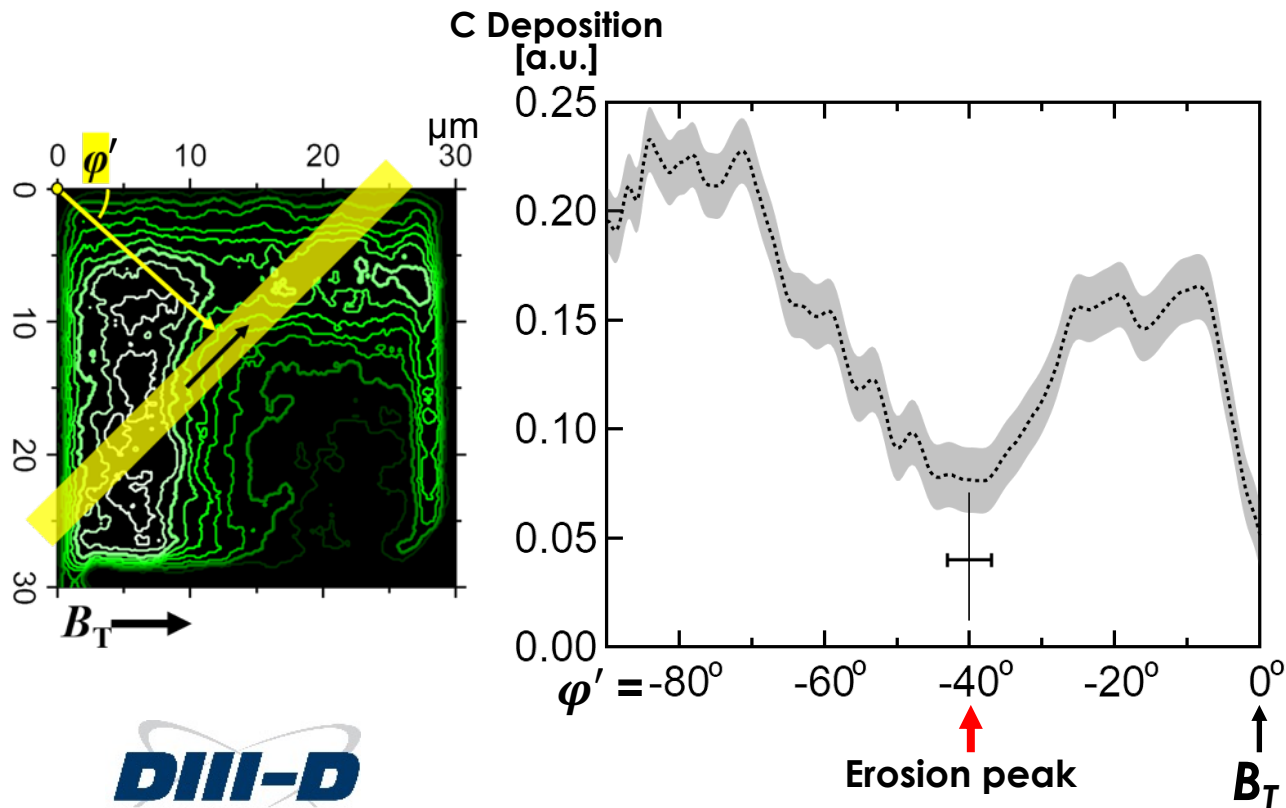 C Deposition
[a.u.]
µm
0 10 20 30
φ′
0
10
20
30
B_T
0.25
0.20
0.15
0.10
0.05
0.00
φ′ = -80° -60° -40° -20° 0°
Erosion peak
B_T
DIII-D